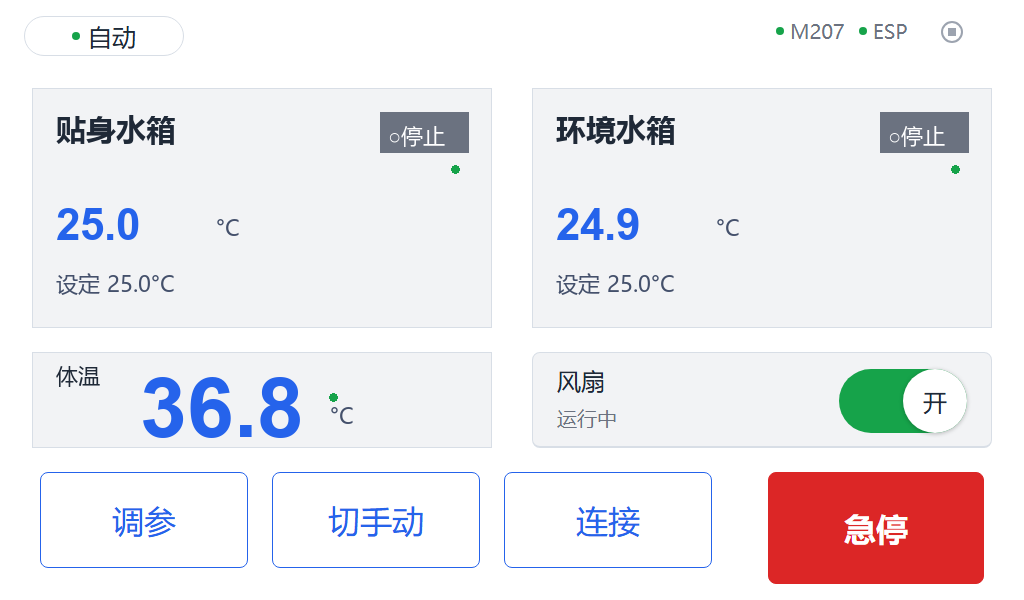 自动
M207 ESP
贴身水箱
○停止
25.0 °C
设定 25.0°C
环境水箱
○停止
24.9 °C
设定 25.0°C
体温
36.8 °C
风扇
运行中
开
调参
切手动
连接
急停